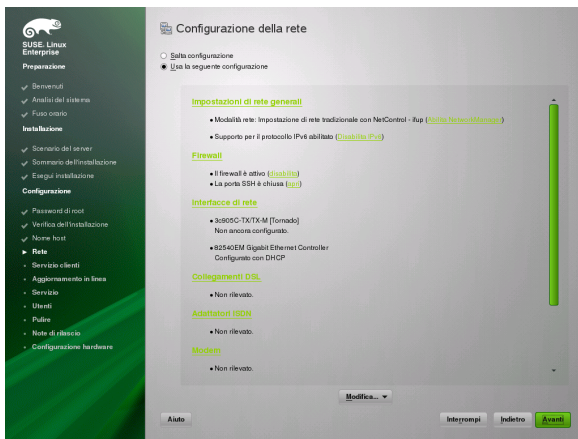 SUSE. Linux
Enterprise
Preparazione
Benvenuti
Analisi del sistema
Fuso orario
Installazione
Scenario del server
Sommario dell'installazione
Esegui installazione
Configurazione
Password di root
Verifica dell'installazione
Nome host
Rete
Servizio clienti
Aggiornamento in linea
Servizio
Utenti
Pulire
Note di rilascio
Configurazione hardware
Configurazione della rete
Salta configurazione
Usa la seguente configurazione
Impostazioni di rete generali
Modalità rete: Impostazione di rete tradizionale con NetControl - ifup (Abilita NetworkManager)
Supporto per il protocollo IPv6 abilitato (Disabilita IPv6)
Firewall
Il firewall è attivo (disabilita)
La porta SSH è chiusa (apri)
Interfacce di rete
3c905C-TX/TX-M [Tornado]
Non ancora configurato.
82540EM Gigabit Ethernet Controller
Configurato con DHCP
Collegamenti DSL
Non rilevato.
Adattatori ISDN
Non rilevato.
Modem
Non rilevato.
Modifica...
Aiuto
Interrompi
Indietro
Avanti